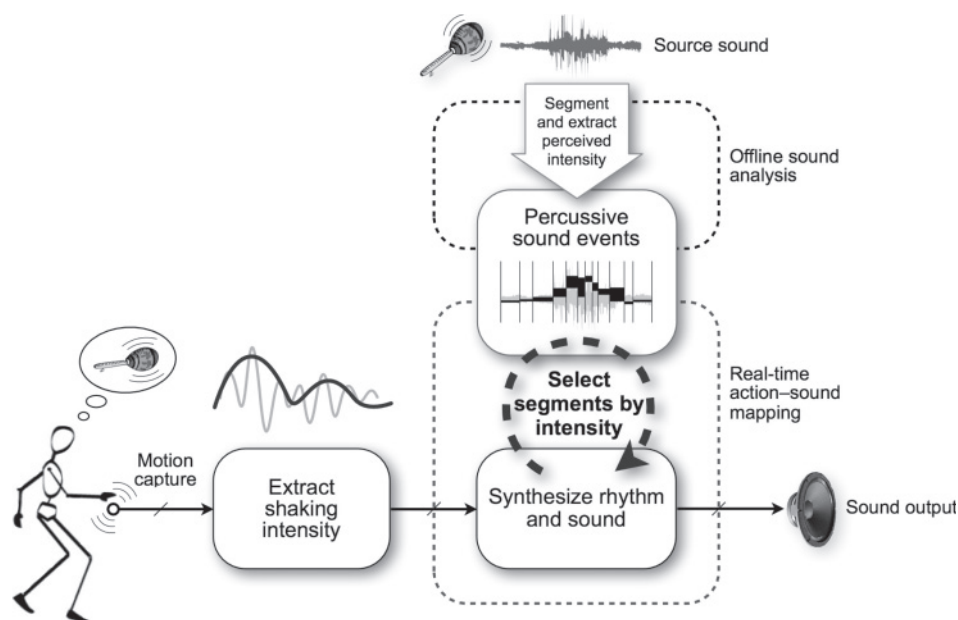 Source sound
Segment
and extract
perceived
intensity
Offline sound
analysis
Percussive
sound events
Select
segments by
intensity
Real-time
action–sound
mapping
Motion
capture
Extract
shaking
intensity
Synthesize rhythm
and sound
Sound output